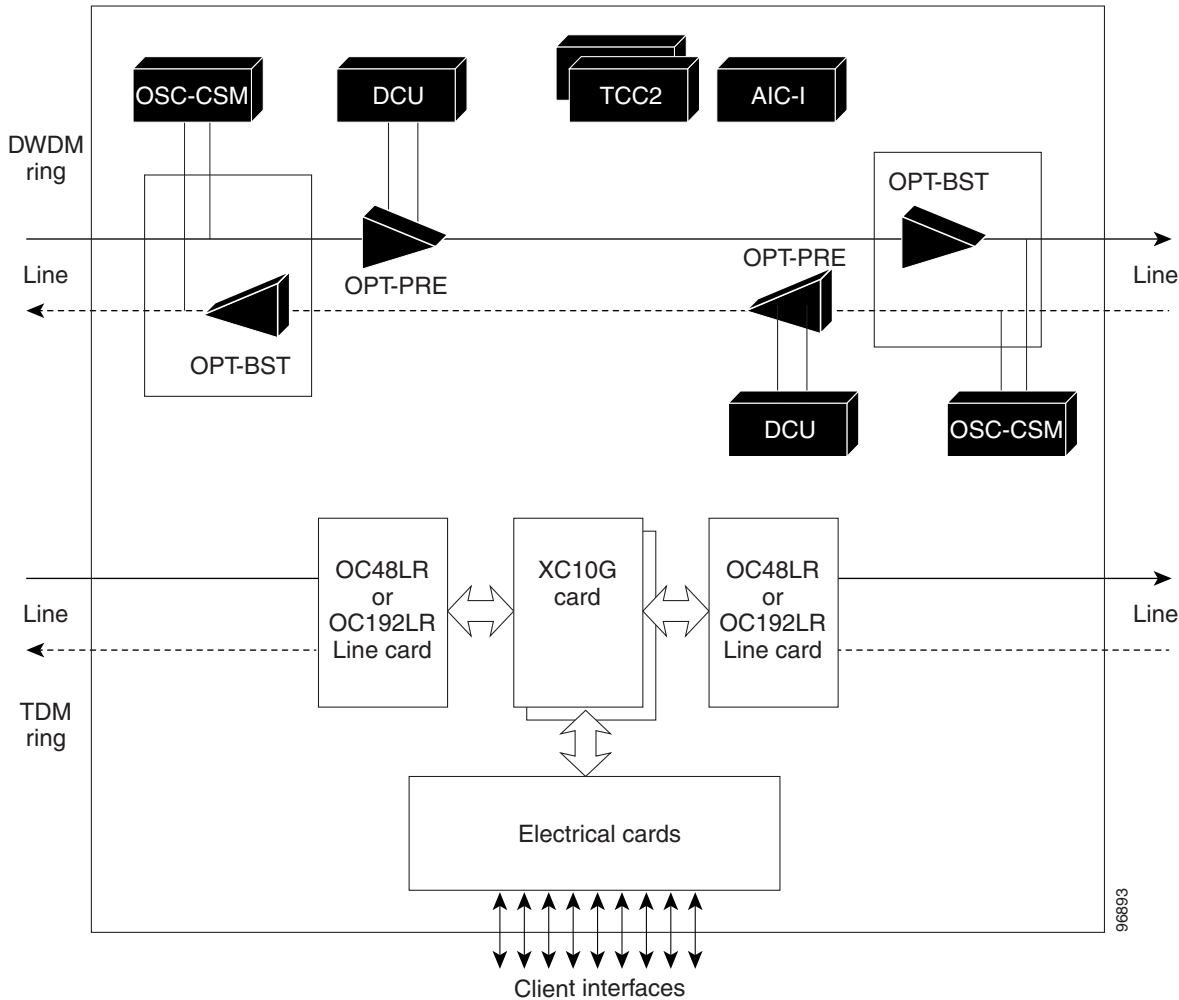 OSC-CSM
DCU
TCC2
AIC-I
DWDM
ring
OPT-BST
Line
OPT-PRE
OPT-PRE
Line
OPT-BST
DCU
OSC-CSM
OC48LR
or
OC192LR
Line card
XC10G
card
OC48LR
or
OC192LR
Line card
Line
Line
TDM
ring
Electrical cards
Client interfaces
96893